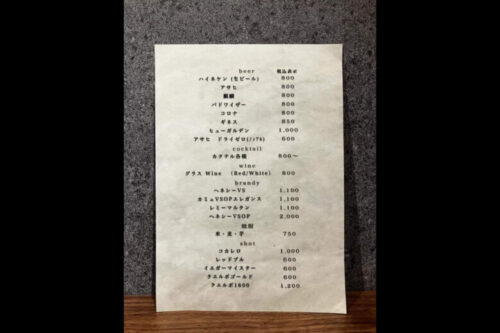 beer 税込表示
ハイネケン (生ビール) 800
アサヒ 800
麒麟 800
バドワイザー 800
コロナ 800
ギネス 850
ヒューガルデン 1,000
アサヒ ドライゼロ(ノンアル) 600
cocktail
カクテル各種 800～
wine
グラス Wine (Red/White) 800
brandy
ヘネシーVS 1,100
カミュVSOPエレガンス 1,100
レミーマルタン 1,100
ヘネシーVSOP 2,000
焼酎
米・麦・芋 750
shot
コカレロ 1,000
レッドブル 600
イエガーマイスター 600
クエルボゴールド 600
クエルボ1800 1,200